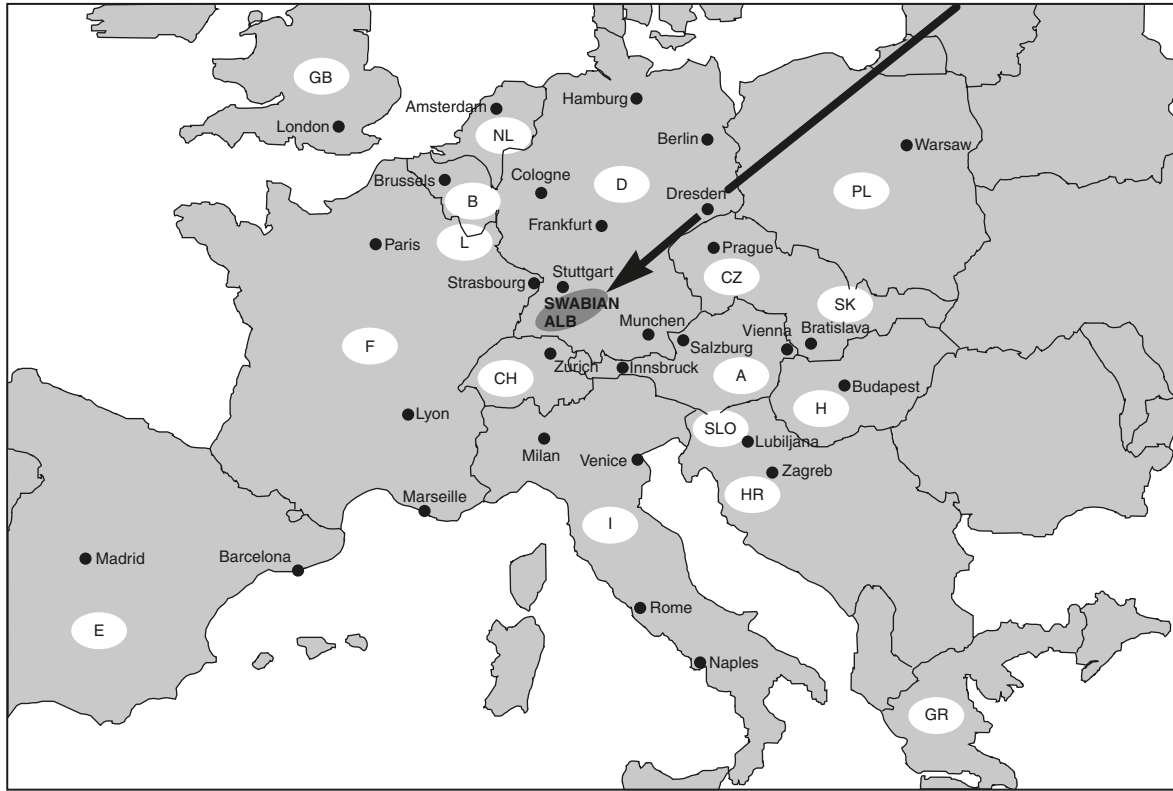 GB
Amsterdam
Hamburg
London
NL
Berlin
Warsaw
Brussels
Cologne
D
PL
B
Dresden
Frankfurt
L
Paris
Prague
Strasbourg
Stuttgart
CZ
SWABIAN
ALB
SK
Munchen
Vienna
Bratislava
F
Salzburg
Zurich
Innsbruck
CH
A
Budapest
H
Lyon
SLO
Lubiljana
Milan
Venice
Zagreb
HR
Marseille
I
Madrid
Barcelona
Rome
E
Naples
GR